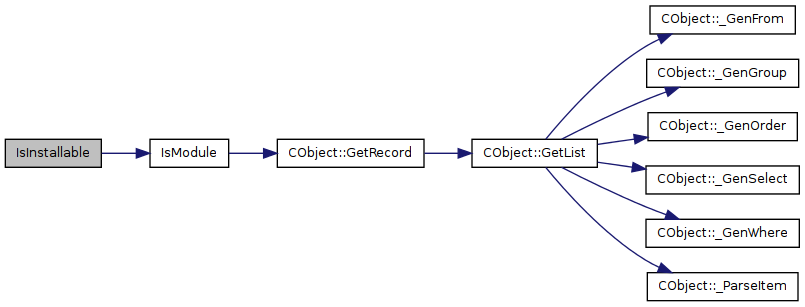 IsInstallable
IsModule
CObject::GetRecord
CObject::GetList
CObject::_GenFrom
CObject::_GenGroup
CObject::_GenOrder
CObject::_GenSelect
CObject::_GenWhere
CObject::_ParseItem